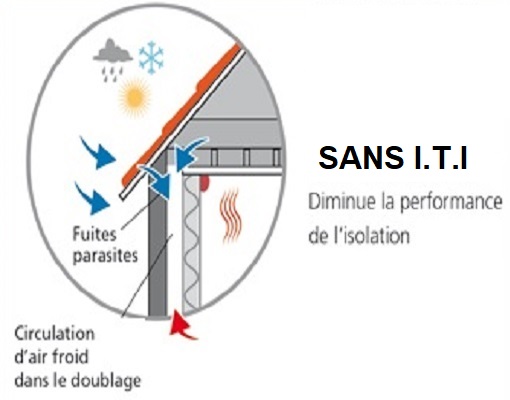 SANS I.T.I
Diminue la performance
de l'isolation
Fuites
parasites
Circulation
d'air froid
dans le doublage